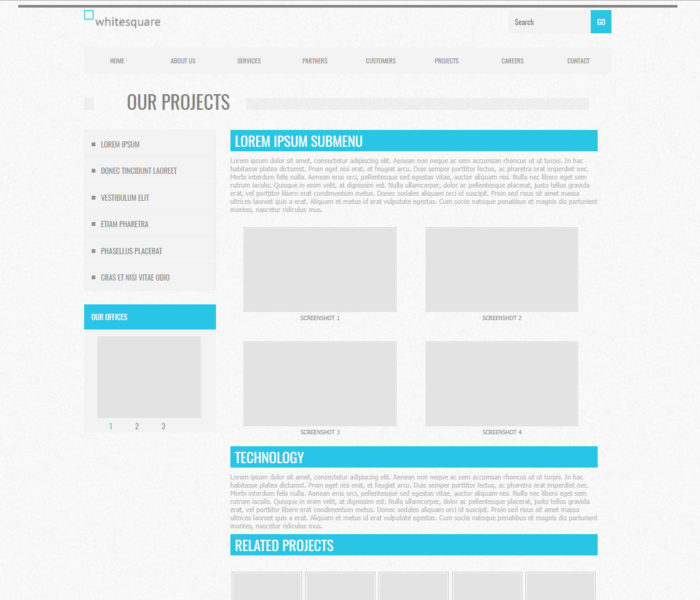 whitesquare
Search
GO
HOME ABOUT US SERVICES PARTNERS CUSTOMERS PROJECTS CAREERS CONTACT
OUR PROJECTS
LOREM IPSUM
DONEC TINCIDUNT LAOREET
VESTIBULUM ELIT
ETIAM PHARETRA
PHASELLUS PLACERAT
CRAS ET NISI VITAE ODIO
OUR OFFICES
1 2 3
LOREM IPSUM SUBMENU
Lorem ipsum dolor sit amet, consectetur adipiscing elit. Aenean non neque ac sem accumsan rhoncus ut ut turpis. In hac
habitasse platea dictumst. Proin eget nisi erat, et feugiat arcu. Duis semper porttitor lectus, ac pharetra erat imperdiet nec.
Morbi interdum felis nulla. Aenean eros orci, pellentesque sed egestas vitae, auctor aliquam nisi. Nulla nec libero eget sem
rutrum iaculis. Quisque in enim velit, at dignissim est. Nulla ullamcorper, dolor ac pellentesque placerat, justo tellus gravida
erat, vel porttitor libero erat condimentum metus. Donec sodales aliquam orci id suscipit. Proin sed risus sit amet massa
ultrices laoreet quis a erat. Aliquam et metus id erat vulputate egestas. Cum sociis natoque penatibus et magnis dis parturient
montes, nascetur ridiculus mus.
SCREENSHOT 1
SCREENSHOT 2
SCREENSHOT 3
SCREENSHOT 4
TECHNOLOGY
Lorem ipsum dolor sit amet, consectetur adipiscing elit. Aenean non neque ac sem accumsan rhoncus ut ut turpis. In hac
habitasse platea dictumst. Proin eget nisi erat, et feugiat arcu. Duis semper porttitor lectus, ac pharetra erat imperdiet nec.
Morbi interdum felis nulla. Aenean eros orci, pellentesque sed egestas vitae, auctor aliquam nisi. Nulla nec libero eget sem
rutrum iaculis. Quisque in enim velit, at dignissim est. Nulla ullamcorper, dolor ac pellentesque placerat, justo tellus gravida
erat, vel porttitor libero erat condimentum metus. Donec sodales aliquam orci id suscipit. Proin sed risus sit amet massa
ultrices laoreet quis a erat. Aliquam et metus id erat vulputate egestas. Cum sociis natoque penatibus et magnis dis parturient
montes, nascetur ridiculus mus.
RELATED PROJECTS